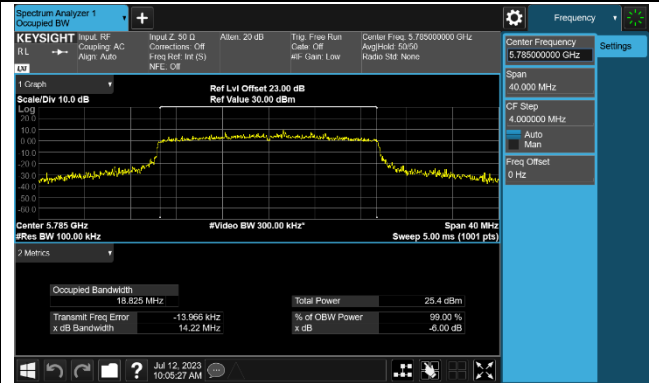 Spectrum Analyzer 1
Occupied BW
Frequency
KEYSIGHT
RL
LXI
Input: RF
Coupling: AC
Align: Auto
Input Z: 50 Ω
Corrections: Off
Freq Ref: Int (S)
NFE: Off
Atten: 20 dB
Trig: Free Run
Gate: Off
#IF Gain: Low
Center Freq: 5.785000000 GHz
Avg|Hold: 50/50
Radio Std: None
Center Frequency
5.785000000 GHz
Settings
Span
40.000 MHz
CF Step
4.000000 MHz
Auto
Man
Freq Offset
0 Hz
1 Graph
Scale/Div 10.0 dB
Ref Lvl Offset 23.00 dB
Ref Value 30.00 dBm
Log
20.0
10.0
0.00
-10.0
-20.0
-30.0
-40.0
-50.0
-60.0
Center 5.785 GHz
#Res BW 100.00 kHz
#Video BW 300.00 kHz*
Span 40 MHz
Sweep 5.00 ms (1001 pts)
2 Metrics
Occupied Bandwidth
18.825 MHz
Total Power 25.4 dBm
Transmit Freq Error -13.966 kHz
% of OBW Power 99.00 %
x dB Bandwidth 14.22 MHz
x dB -6.00 dB
Jul 12, 2023
10:05:27 AM